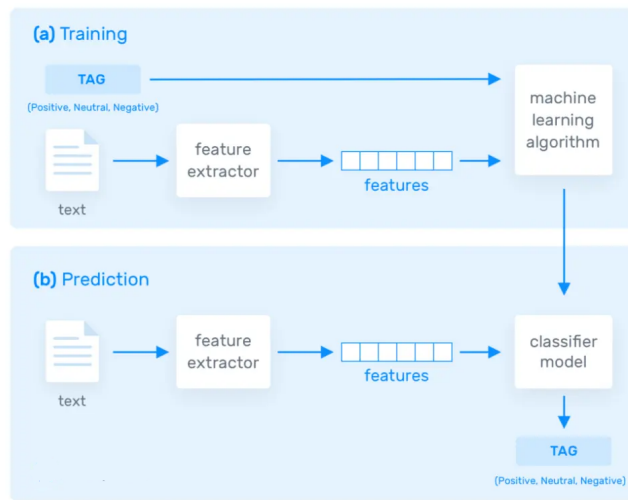 (a) Training
TAG
(Positive, Neutral, Negative)
text
feature
extractor
features
machine
learning
algorithm
(b) Prediction
text
feature
extractor
features
classifier
model
TAG
(Positive, Neutral, Negative)